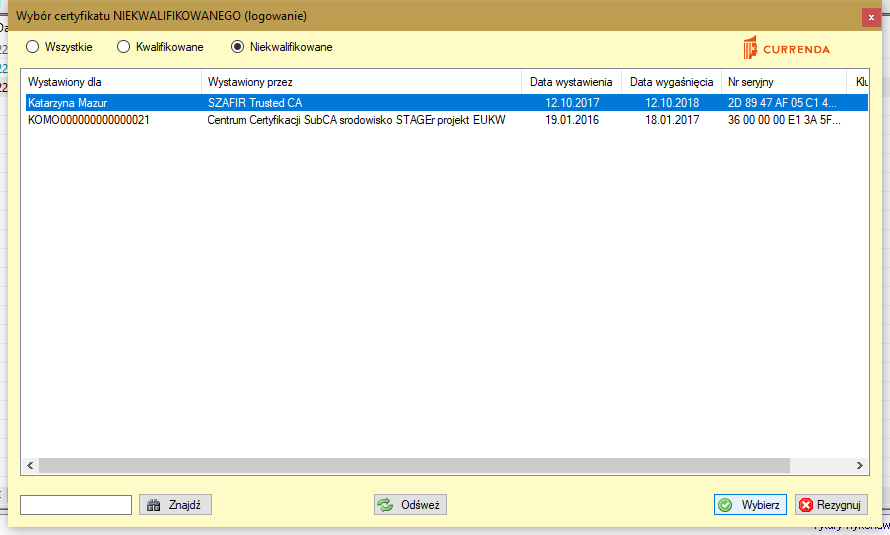 Wybór certyfikatu NIEKWALIFIKOWANEGO (logowanie)
Wszystkie Kwalifikowane Niekwalifikowane CURRENDA
Wystawiony dla Wystawiony przez Data wystawienia Data wygaśnięcia Nr seryjny Klu
Katarzyna Mazur SZAFIR Trusted CA 12.10.2017 12.10.2018 2D 89 47 AF 05 C1 4...
KOMO000000000000021 Centrum Certyfikacji SubCA srodowisko STAGEr projekt EUKW 19.01.2016 18.01.2017 36 00 00 00 E1 3A 5F...
Znajdź Odśwież Wybierz Rezygnuj